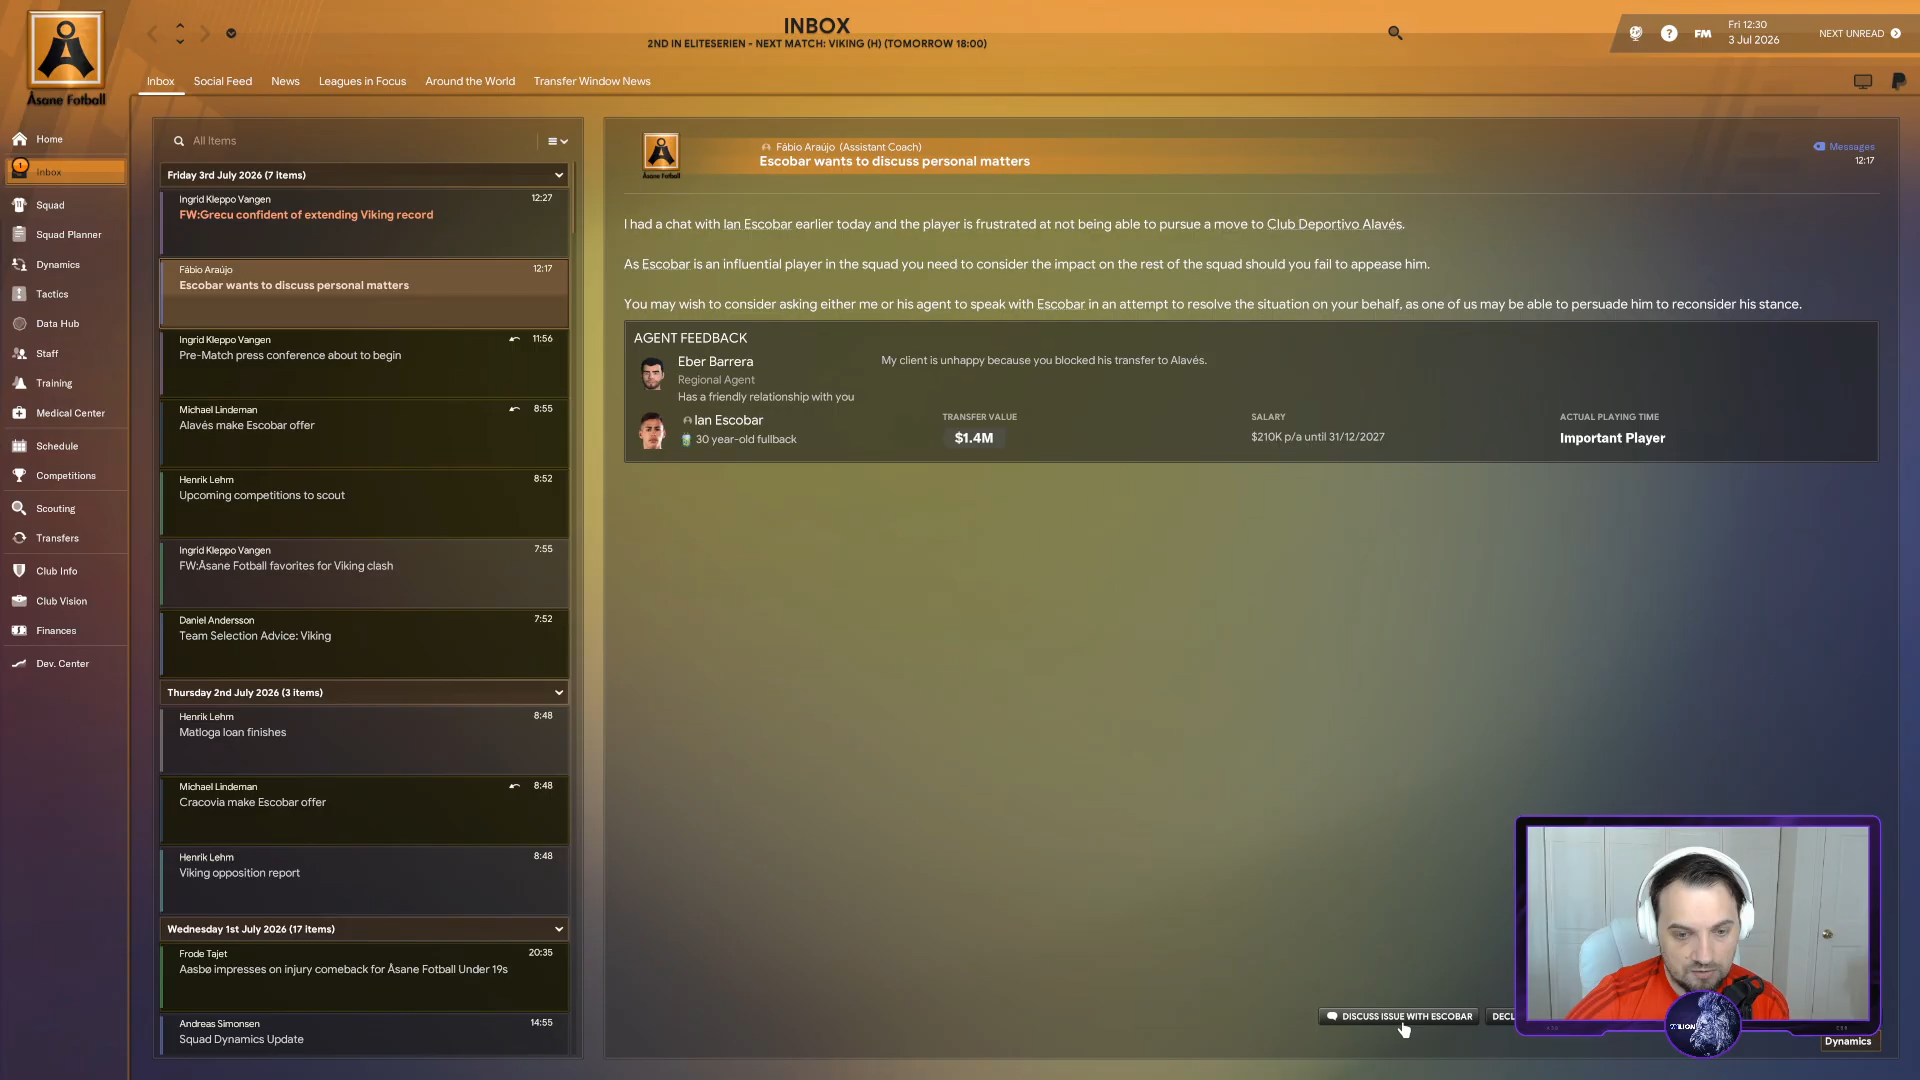 INBOX
2ND IN ELITESERIEN - NEXT MATCH: VIKING (H) (TOMORROW 18:00)
FM
Fri 12:30
3 Jul 2026
NEXT UNREAD
Åsane Fotball
Inbox
Social Feed
News
Leagues in Focus
Around the World
Transfer Window News
Home
1
Inbox
Squad
Squad Planner
Dynamics
Tactics
Data Hub
Staff
Training
Medical Center
Schedule
Competitions
Scouting
Transfers
Club Info
Club Vision
Finances
Dev. Center
All Items
Friday 3rd July 2026 (7 items)
Ingrid Kleppo Vangen 12:27
FW:Grecu confident of extending Viking record
Fábio Araújo 12:17
Escobar wants to discuss personal matters
Ingrid Kleppo Vangen 11:56
Pre-Match press conference about to begin
Michael Lindeman 8:55
Alavés make Escobar offer
Henrik Lehm 8:52
Upcoming competitions to scout
Ingrid Kleppo Vangen 7:55
FW:Åsane Fotball favorites for Viking clash
Daniel Andersson 7:52
Team Selection Advice: Viking
Thursday 2nd July 2026 (3 items)
Henrik Lehm 8:48
Matloga loan finishes
Michael Lindeman 8:48
Cracovia make Escobar offer
Henrik Lehm 8:48
Viking opposition report
Wednesday 1st July 2026 (17 items)
Frode Tajet 20:35
Aasbø impresses on injury comeback for Åsane Fotball Under 19s
Andreas Simonsen 14:55
Squad Dynamics Update
Åsane Fotball
Fábio Araújo (Assistant Coach)
Escobar wants to discuss personal matters
Messages
12:17
I had a chat with Ian Escobar earlier today and the player is frustrated at not being able to pursue a move to Club Deportivo Alavés.
As Escobar is an influential player in the squad you need to consider the impact on the rest of the squad should you fail to appease him.
You may wish to consider asking either me or his agent to speak with Escobar in an attempt to resolve the situation on your behalf, as one of us may be able to persuade him to reconsider his stance.
AGENT FEEDBACK
Eber Barrera
Regional Agent
Has a friendly relationship with you
My client is unhappy because you blocked his transfer to Alavés.
Ian Escobar
30 year-old fullback
TRANSFER VALUE
$1.4M
SALARY
$210K p/a until 31/12/2027
ACTUAL PLAYING TIME
Important Player
DISCUSS ISSUE WITH ESCOBAR
DECL
Dynamics